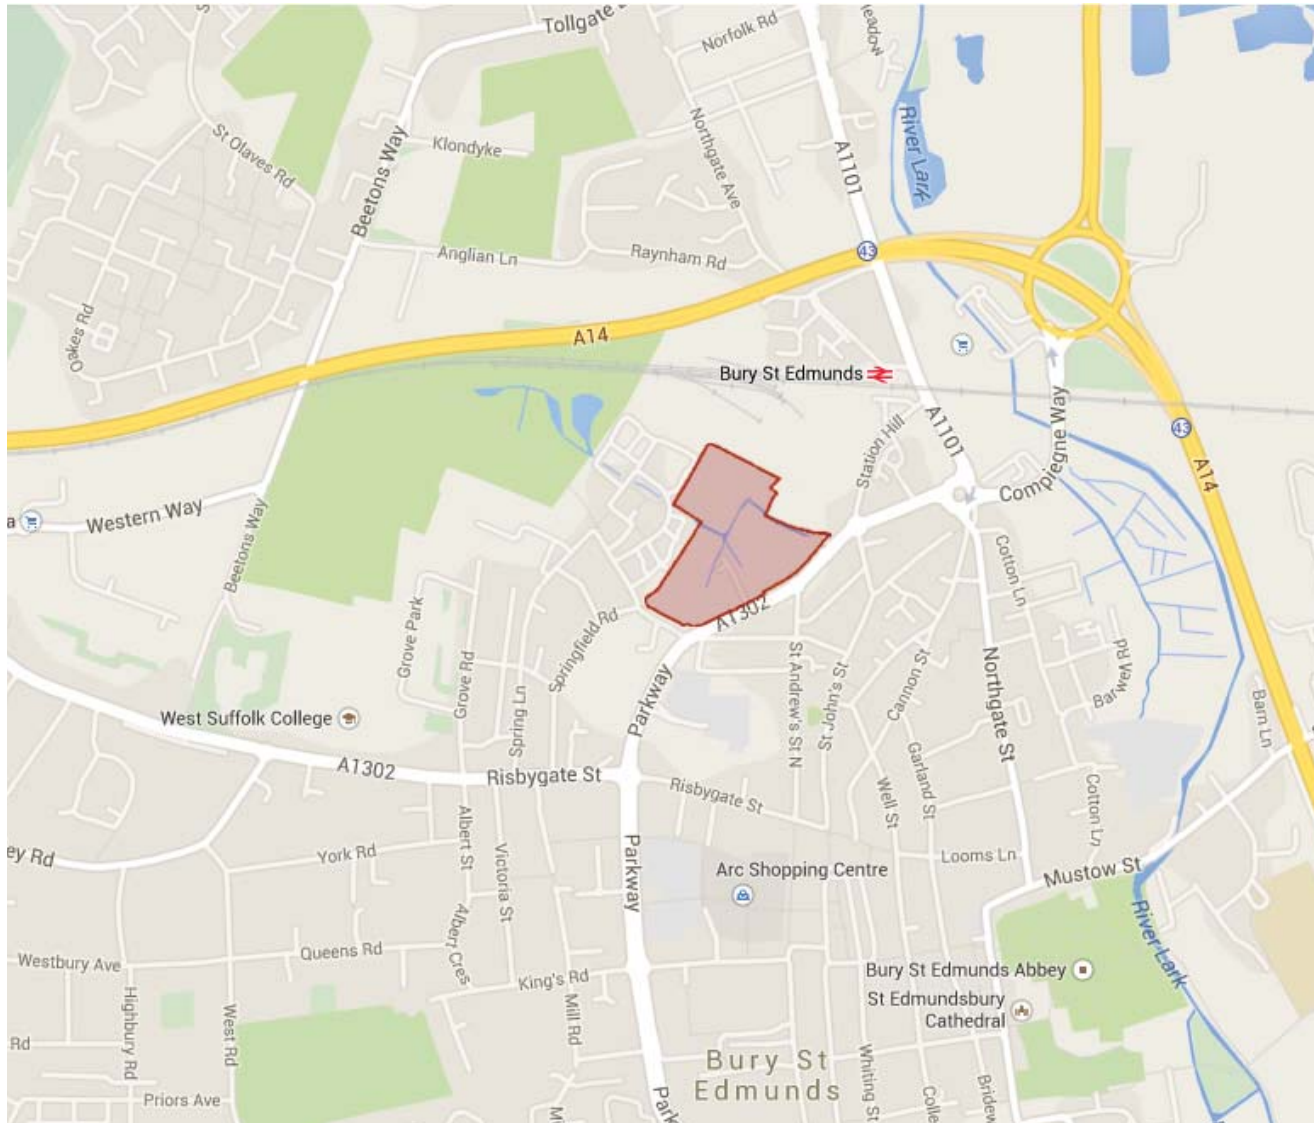 Tollgate
Norfolk Rd
River Lark
A1101
Northgate Ave
St Olaves Rd
Klondyke
Beetons Way
Anglian Ln
Raynham Rd
43
Oakes Rd
A14
Bury St Edmunds
A1101
Station Hill
Compiegne Way
43
A14
Western Way
Beetons Way
Cotton Ln
A1302
Springfield Rd
Grove Park
Grove Rd
Spring Ln
Parkway
St Andrew's St N
St John's St
Cannon St
Northgate St
Barwell Rd
Barn Ln
West Suffolk College
A1302
Risbygate St
Risbygate St
Garland St
Well St
Cotton Ln
ey Rd
York Rd
Albert St
Victoria St
Parkway
Arc Shopping Centre
Looms Ln
Mustow St
River Lark
Westbury Ave
Queens Rd
Albert Cres
King's Rd
Mill Rd
Bury St Edmunds Abbey
St Edmundsbury
Cathedral
Highbury Rd
West Rd
Rd
Priors Ave
Bury St
Edmunds
Whiting St
Park